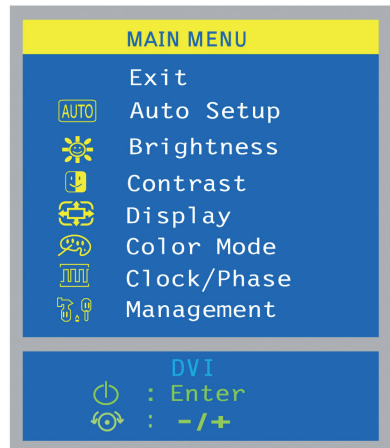 MAIN MENU
Exit
AUTO Auto Setup
Brightness
Contrast
Display
Color Mode
Clock/Phase
Management
DVI
: Enter
: -/+